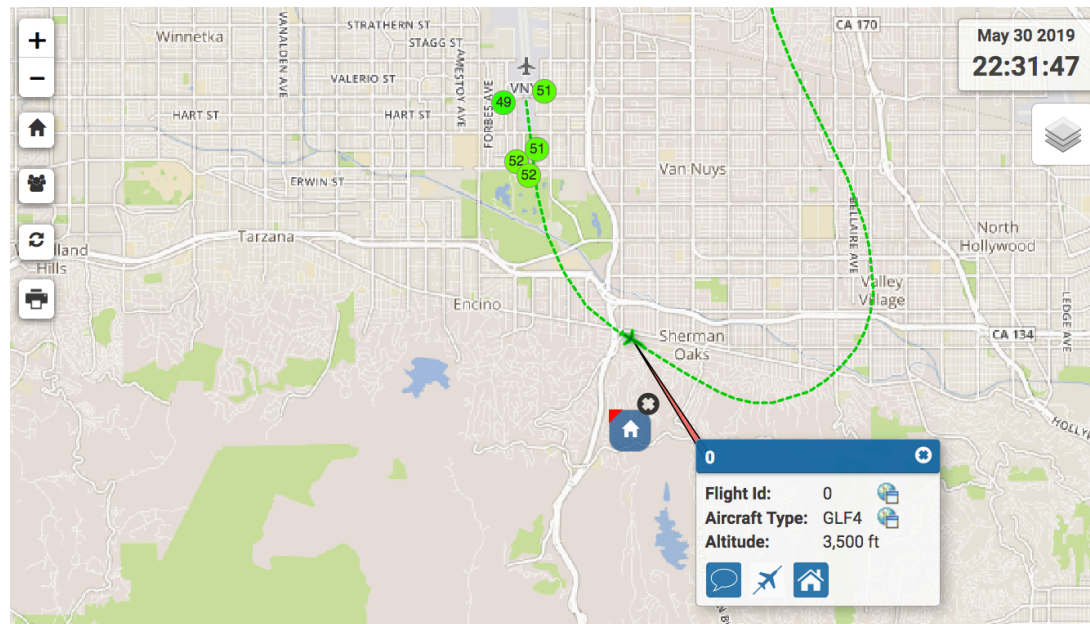 +
−
May 30 2019
22:31:47
STRATHERN ST
STAGG ST
CA 170
Winnetka
VANALDEN AVE
AMESTOY AVE
VALERIO ST
FORBES AVE
VNY
51
49
HART ST
HART ST
51
52
52
Van Nuys
ERWIN ST
BELLAIRE AVE
North
Hollywood
Tarzana
Hills
Valley
Village
LEDGE AVE
Encino
CA 134
Sherman
Oaks
0
Flight Id: 0
Aircraft Type: GLF4
Altitude: 3,500 ft